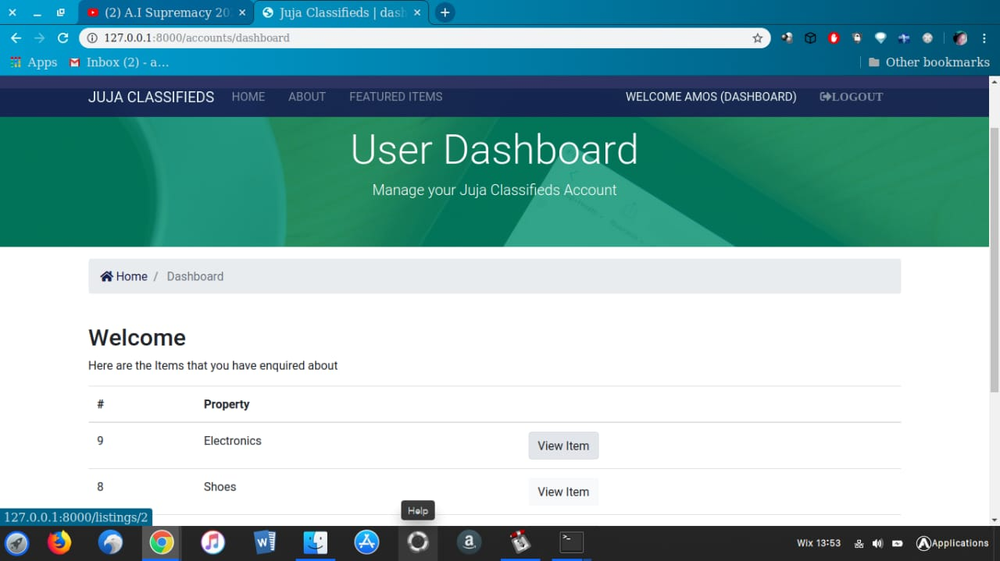 (2) A.I Supremacy 20
Juja Classifieds | dash
127.0.0.1:8000/accounts/dashboard
Apps
Inbox (2) - a…
Other bookmarks
JUJA CLASSIFIEDS HOME ABOUT FEATURED ITEMS WELCOME AMOS (DASHBOARD) LOGOUT
User Dashboard
Manage your Juja Classifieds Account
Home / Dashboard
Welcome
Here are the Items that you have enquired about
# Property
9 Electronics View Item
8 Shoes View Item
Help
127.0.0.1:8000/listings/2
Wix 13:53
Applications